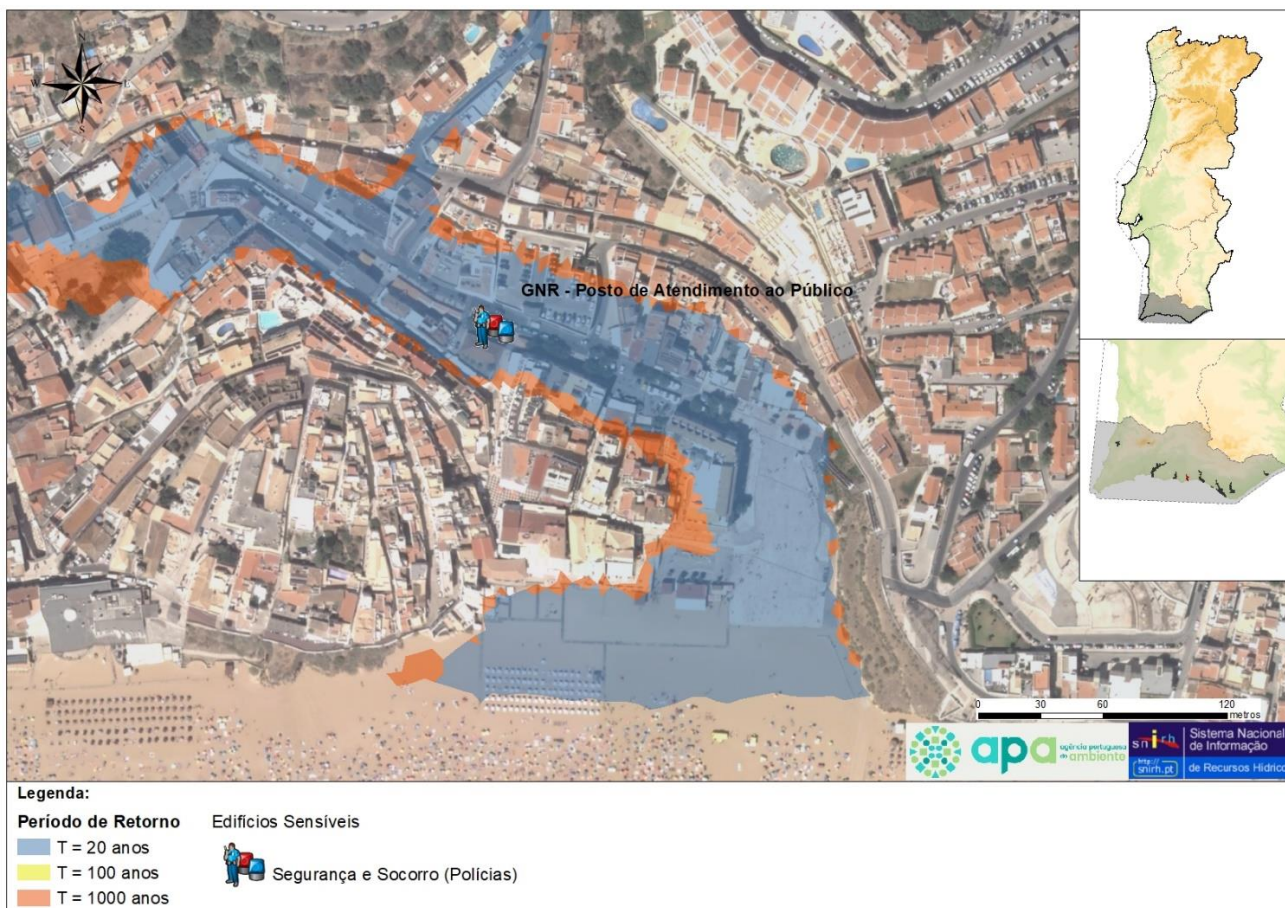 N
W
E
S
GNR - Posto de Atendimento ao Público
0 30 60 120
metros
apa
agência portuguesa
do ambiente
snirh
http://
snirh.pt
Sistema Nacional
de Informação
de Recursos Hídrico
Legenda:
Período de Retorno
T = 20 anos
T = 100 anos
T = 1000 anos
Edifícios Sensíveis
Segurança e Socorro (Polícias)